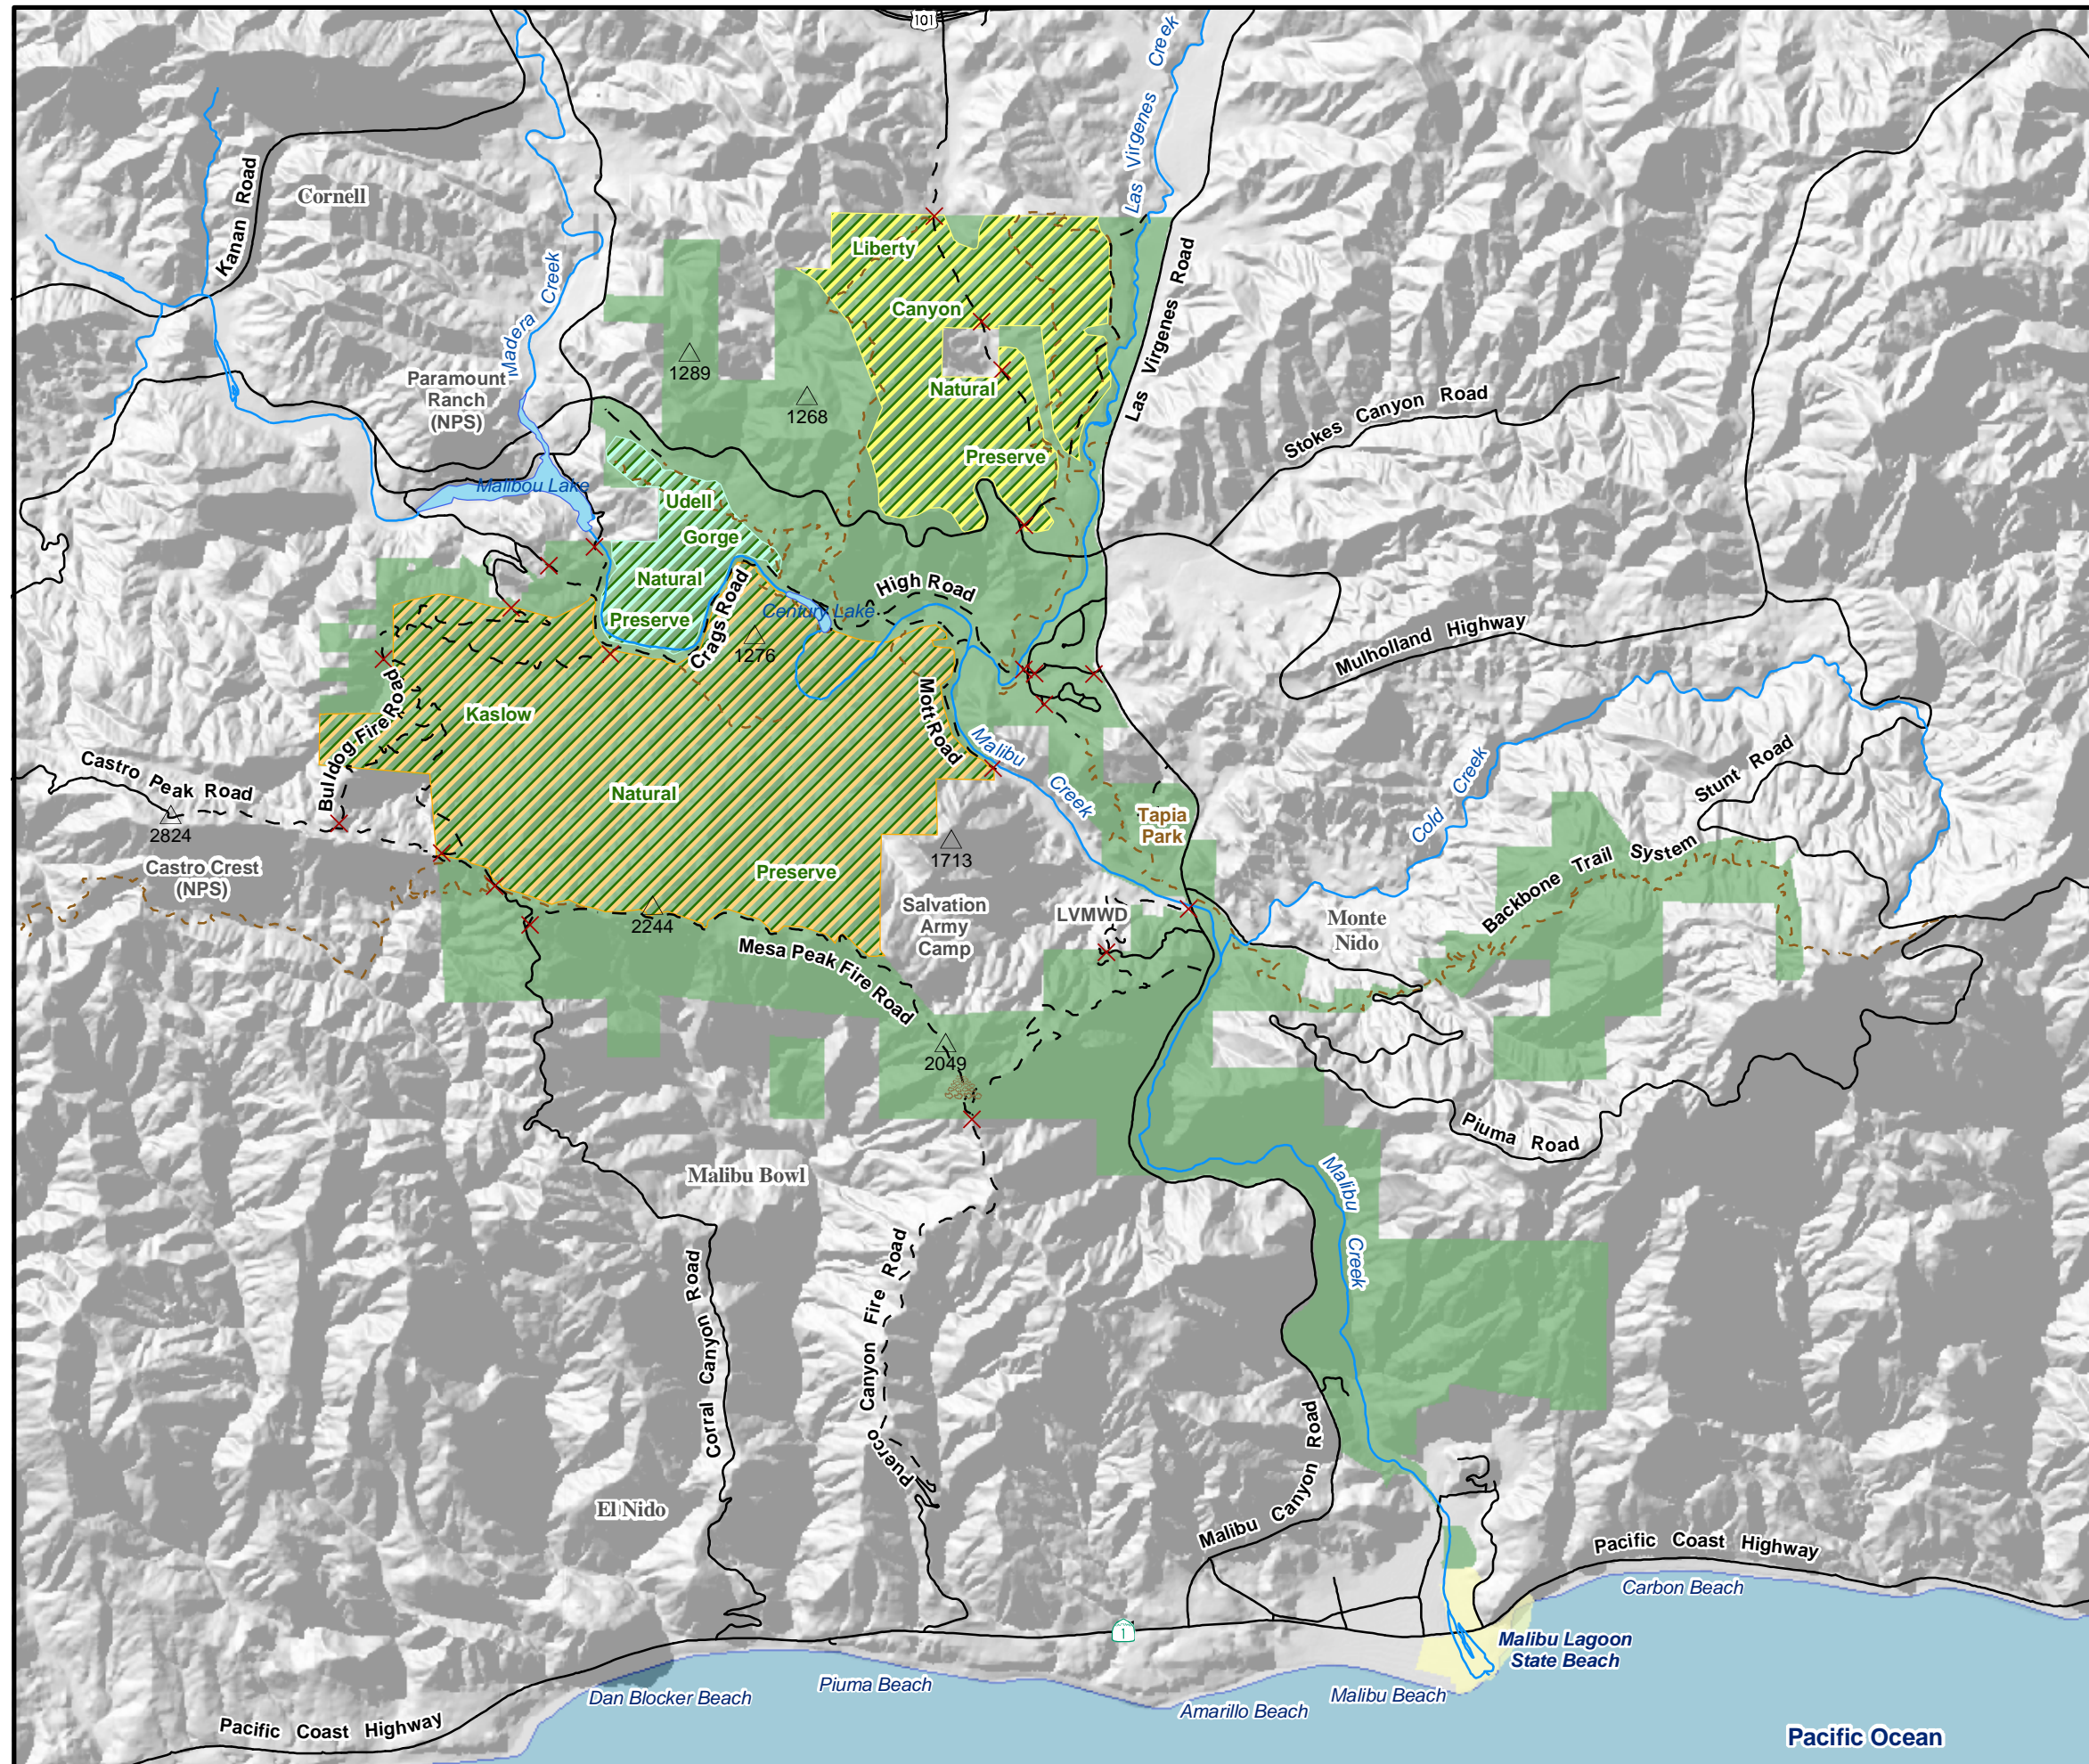 101
Las Virgenes Creek
Kanan Road
Cornell
Madera Creek
Liberty
Canyon
Natural
Preserve
Las Virgenes Road
1289
1268
Paramount
Ranch
(NPS)
Stokes Canyon Road
Malibou Lake
Udell
Gorge
Natural
Preserve
Crags Road
Century Lake
High Road
1276
Mulholland Highway
Bulldog Fire Road
Kaslow
Natural
Preserve
Mott Road
Malibu Creek
Castro Peak Road
2824
Castro Crest
(NPS)
Tapia
Park
1713
Cold Creek
Stunt Road
Backbone Trail System
Salvation
Army
Camp
LVMWD
Monte
Nido
2244
Mesa Peak Fire Road
2049
Piuma Road
Malibu Bowl
Malibu Creek
Corral Canyon Road
Puerco Canyon Fire Road
El Nido
Malibu Canyon Road
Pacific Coast Highway
Carbon Beach
1
Malibu Lagoon
State Beach
Dan Blocker Beach
Piuma Beach
Amarillo Beach
Malibu Beach
Pacific Coast Highway
Pacific Ocean